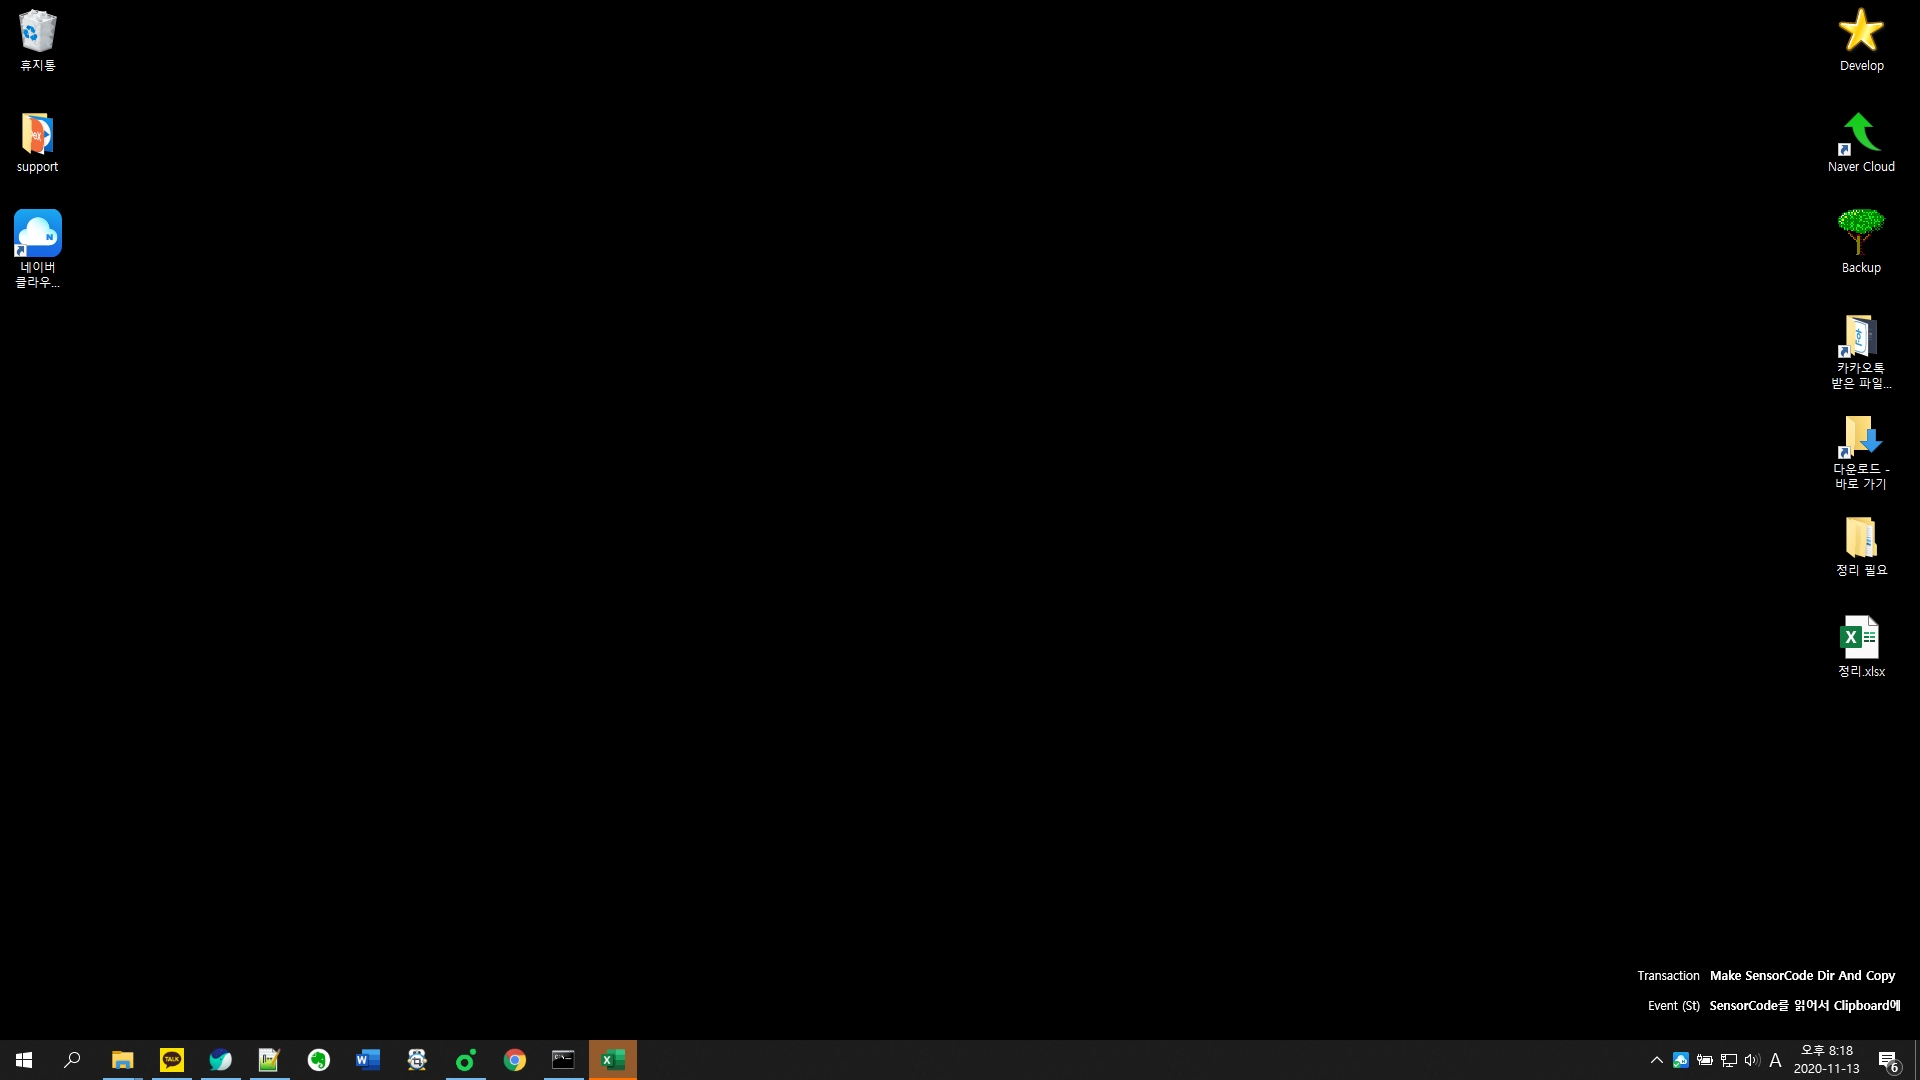 휴지통
support
네이버
클라우...
Develop
Naver Cloud
Backup
카카오톡
받은 파일...
다운로드 -
바로 가기
정리 필요
정리.xlsx
Transaction Make SensorCode Dir And Copy
Event (St) SensorCode를 읽어서 Clipboard에
TALK
A
오후 8:18
2020-11-13
6